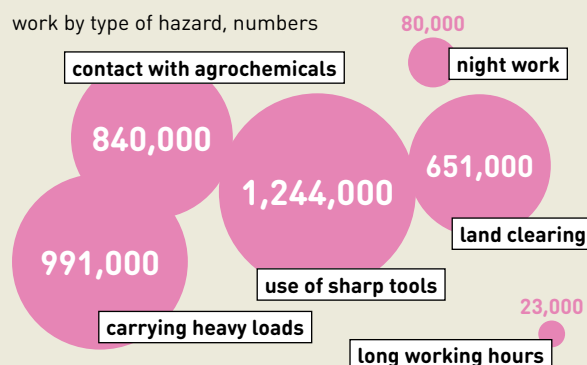 work by type of hazard, numbers
80,000
contact with agrochemicals
night work
840,000
651,000
1,244,000
land clearing
991,000
use of sharp tools
23,000
carrying heavy loads
long working hours